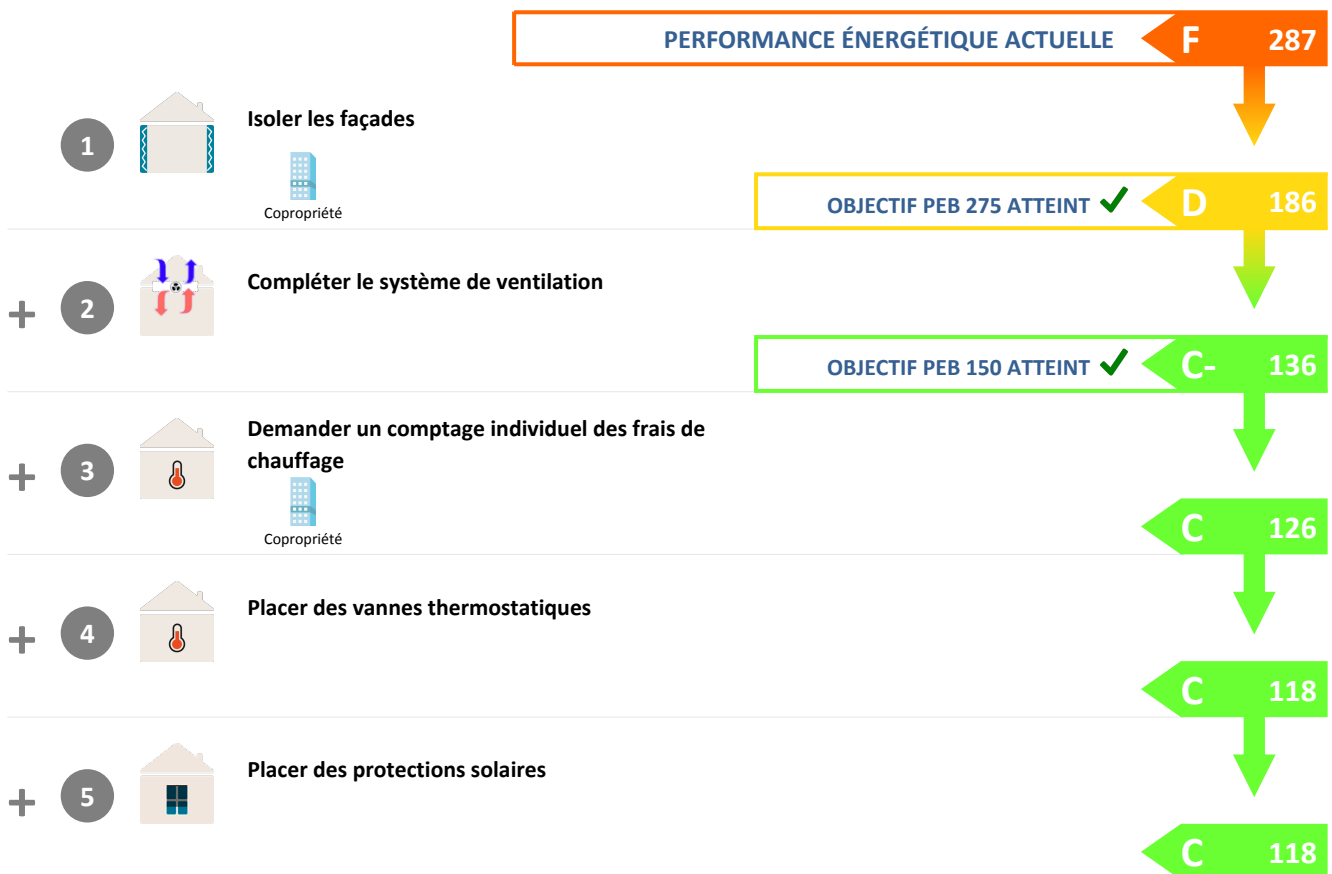 PERFORMANCE ÉNERGÉTIQUE ACTUELLE F 287
1 Isoler les façades
Copropriété
OBJECTIF PEB 275 ATTEINT ✓ D 186
+ 2 Compléter le système de ventilation
OBJECTIF PEB 150 ATTEINT ✓ C- 136
+ 3 Demander un comptage individuel des frais de
chauffage
Copropriété
C 126
+ 4 Placer des vannes thermostatiques
C 118
+ 5 Placer des protections solaires
C 118